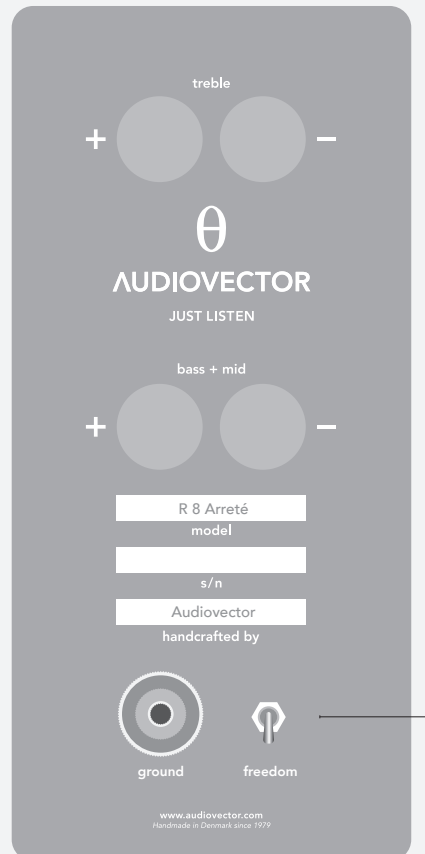 treble
+ −
θ
AUDIOVECTOR
JUST LISTEN
bass + mid
+ −
R 8 Arreté
model
s/n
Audiovector
handcrafted by
ground freedom
www.audiovector.com
Handmade in Denmark since 1979